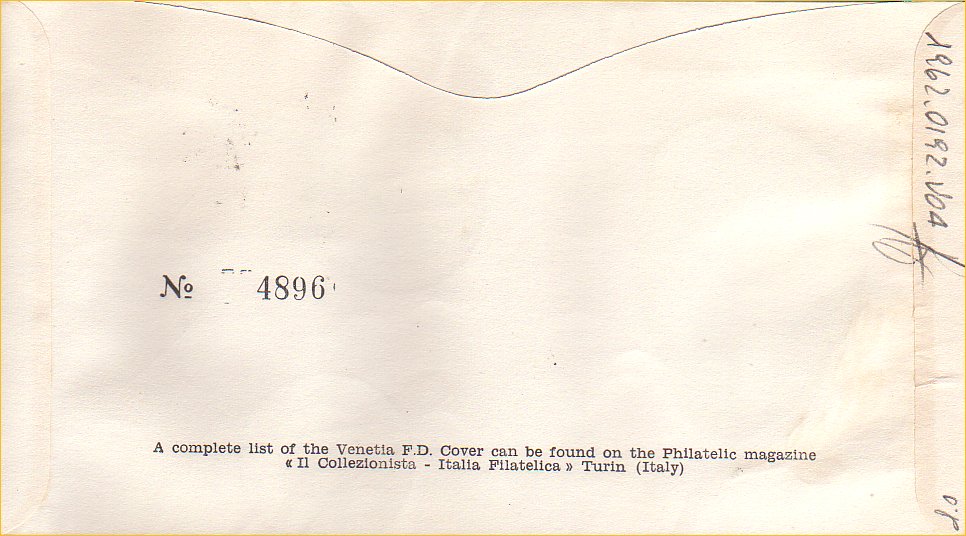 № 4896
A complete list of the Venetia F.D. Cover can be found on the Philatelic magazine
« Il Collezionista - Italia Filatelica » Turin (Italy)
1962.0192.V04